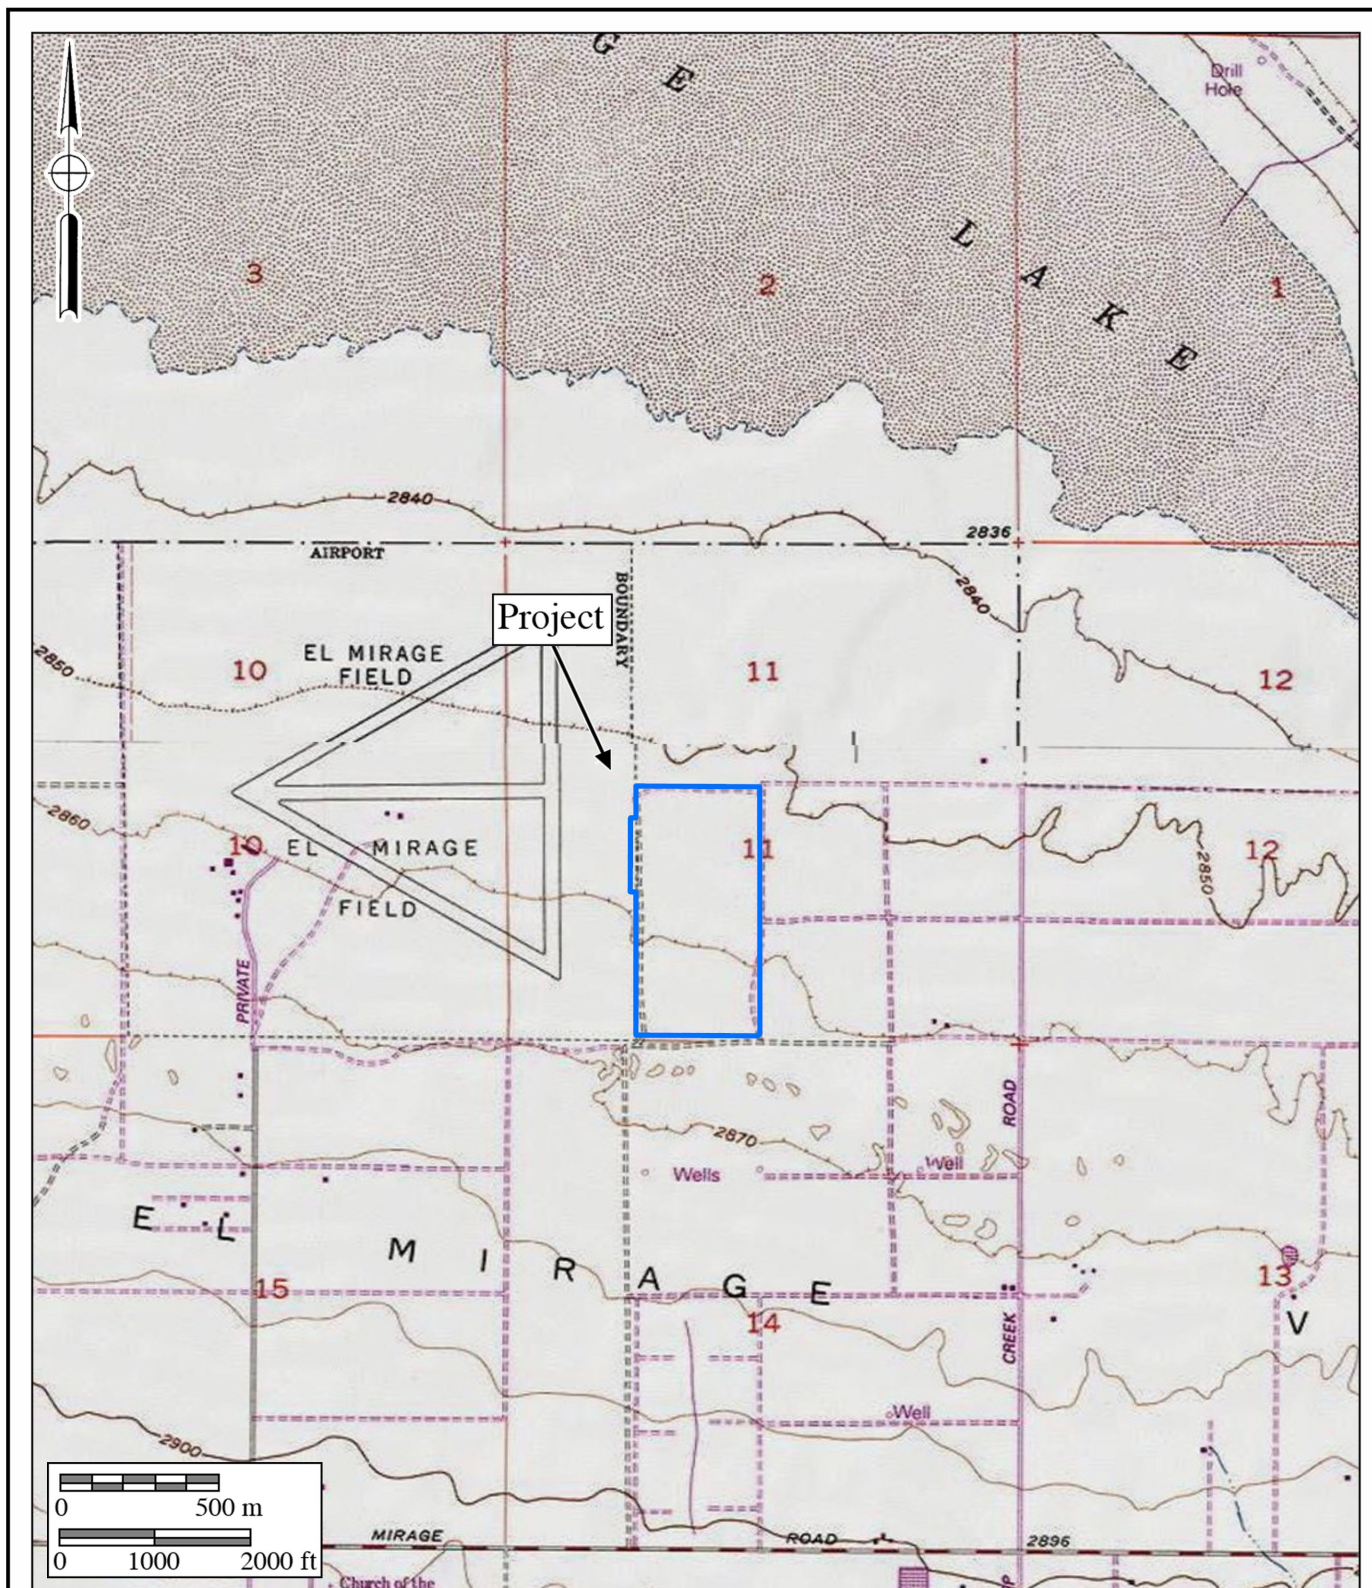 G
E
Drill
Hole
L
A
K
E
3
2
1
2840
2836
AIRPORT
BOUNDARY
2840
Project
2850
EL MIRAGE
FIELD
10
11
12
2860
10
EL MIRAGE
FIELD
11
12
2850
PRIVATE
ROAD
2870
Wells
Well
E L M I R A G E
15
14
13
V
CREEK
Well
2900
0 500 m
0 1000 2000 ft
MIRAGE
ROAD
2896
Church of the